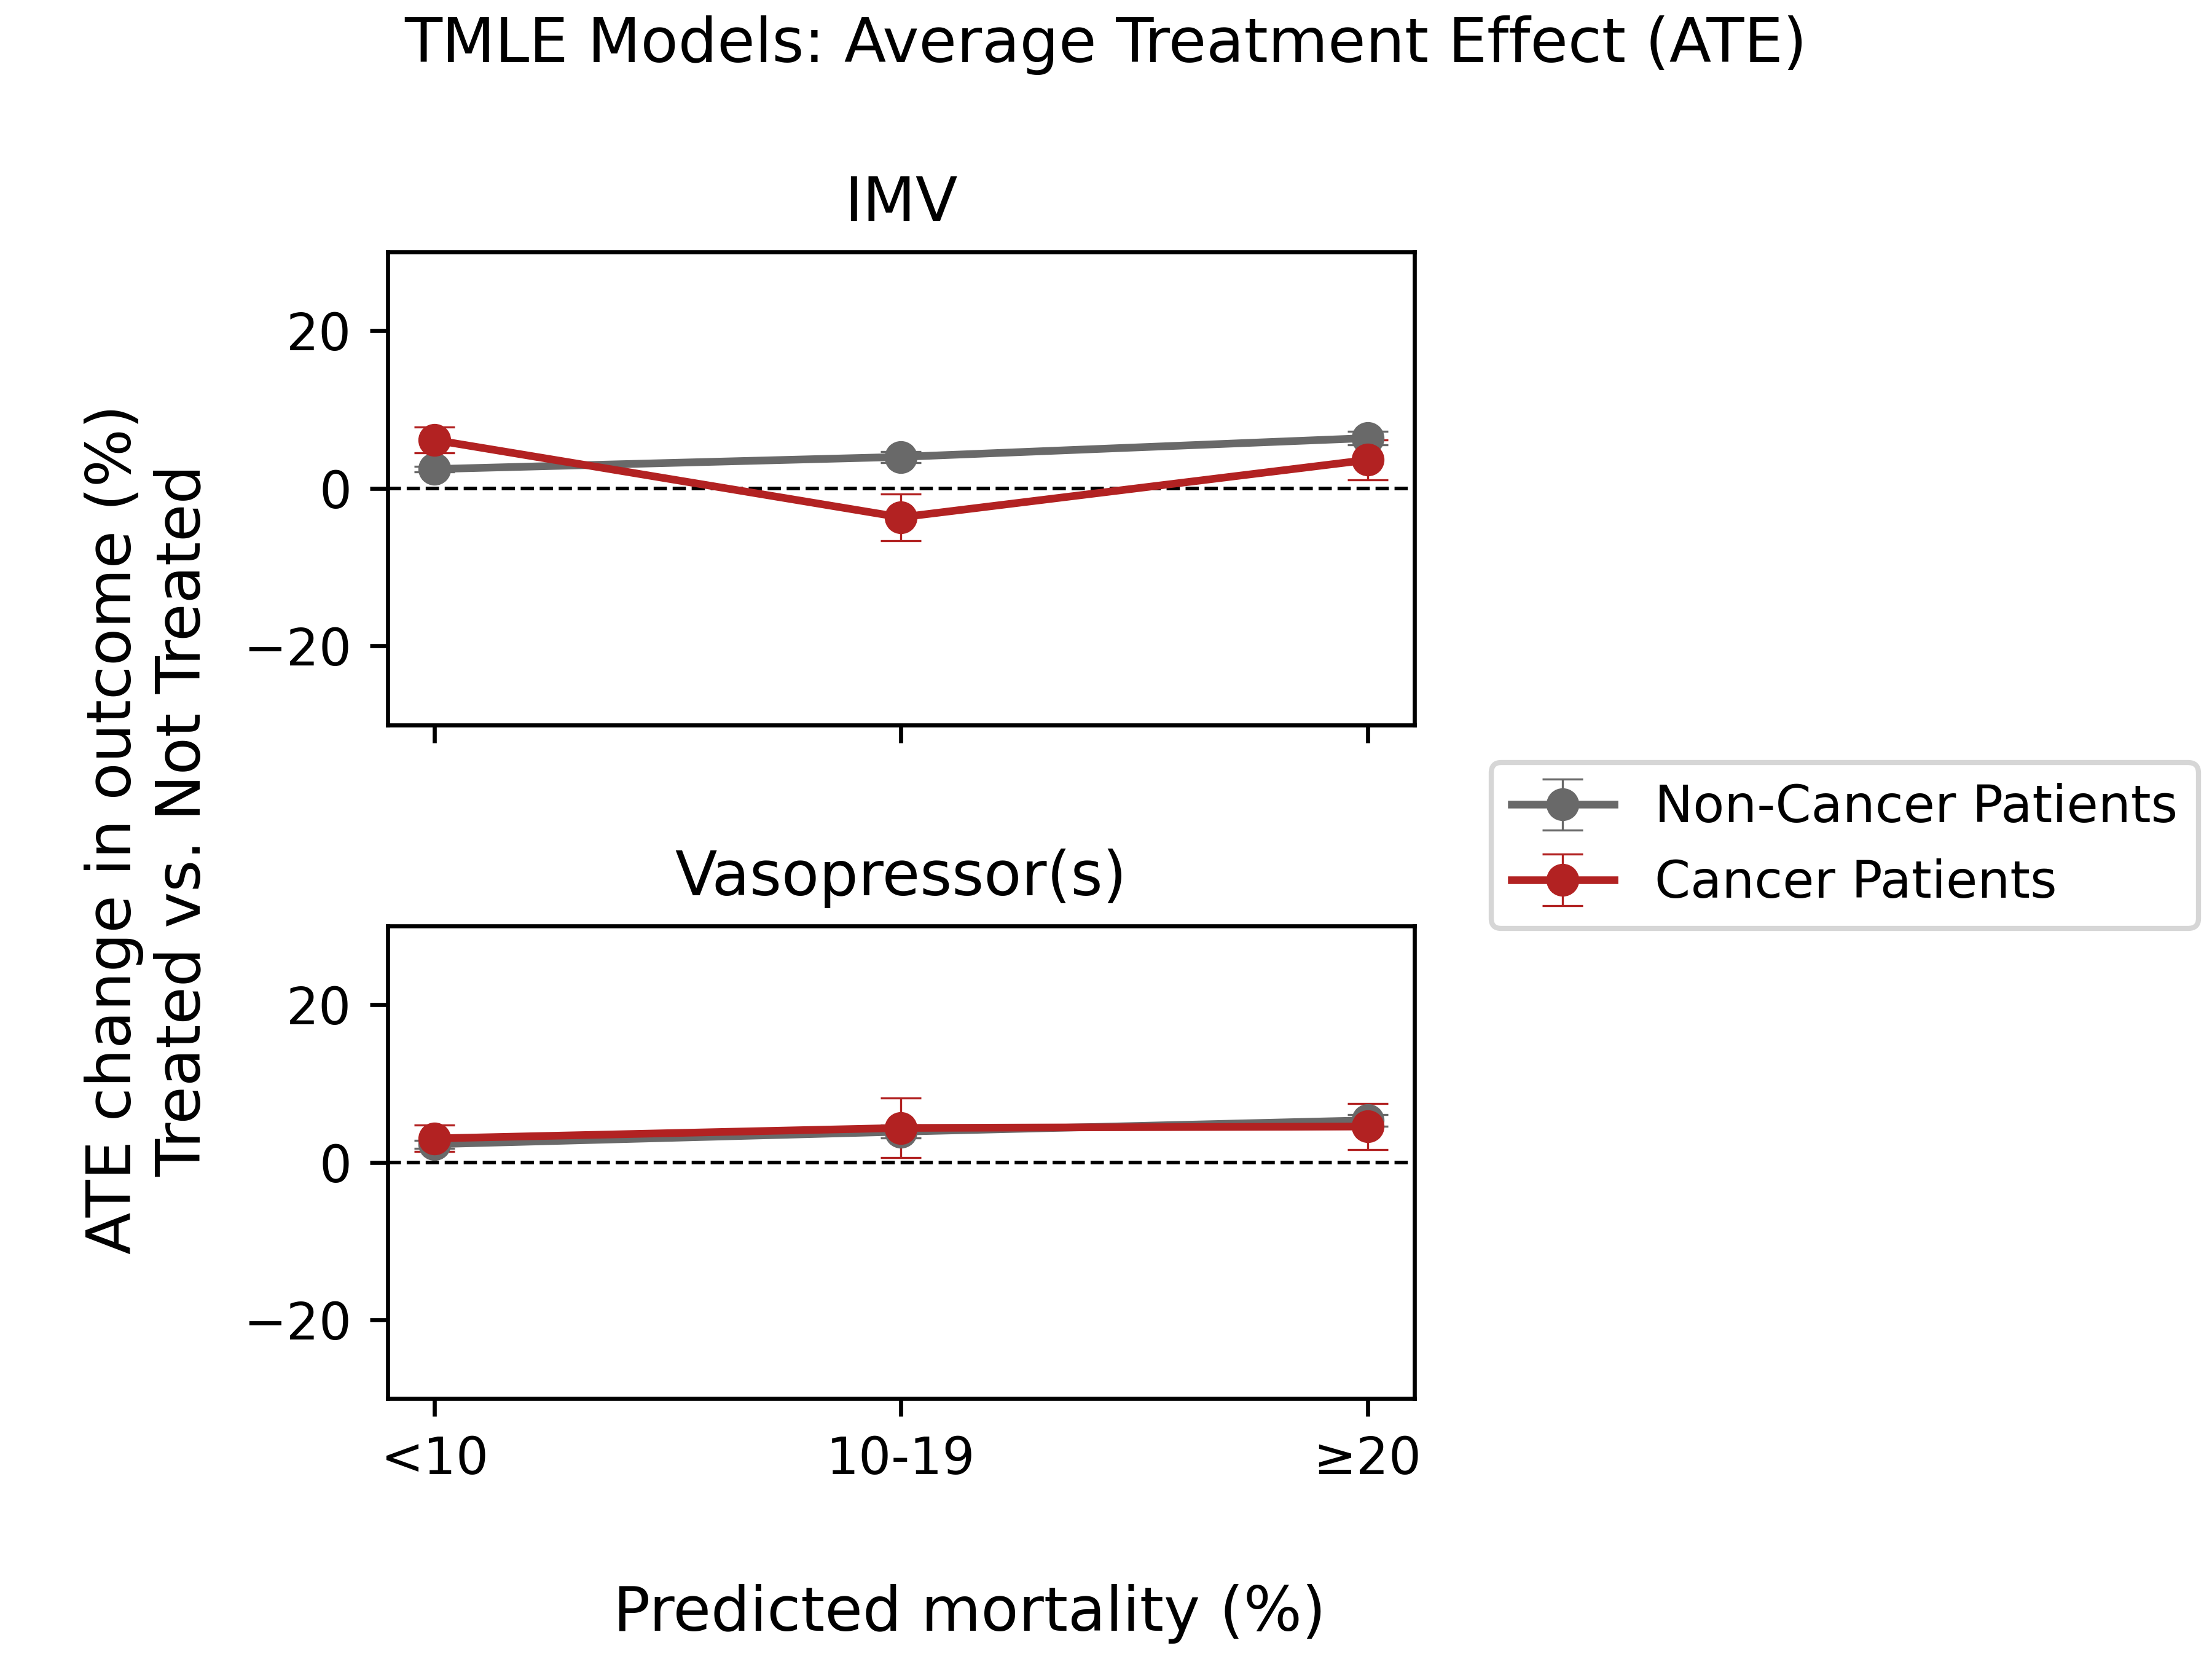 TMLE Models: Average Treatment Effect (ATE)
ATE change in outcome (%)
Treated vs. Not Treated
IMV
20
0
−20
Vasopressor(s)
20
0
−20
<10
10-19
≥20
Predicted mortality (%)
Non-Cancer Patients
Cancer Patients